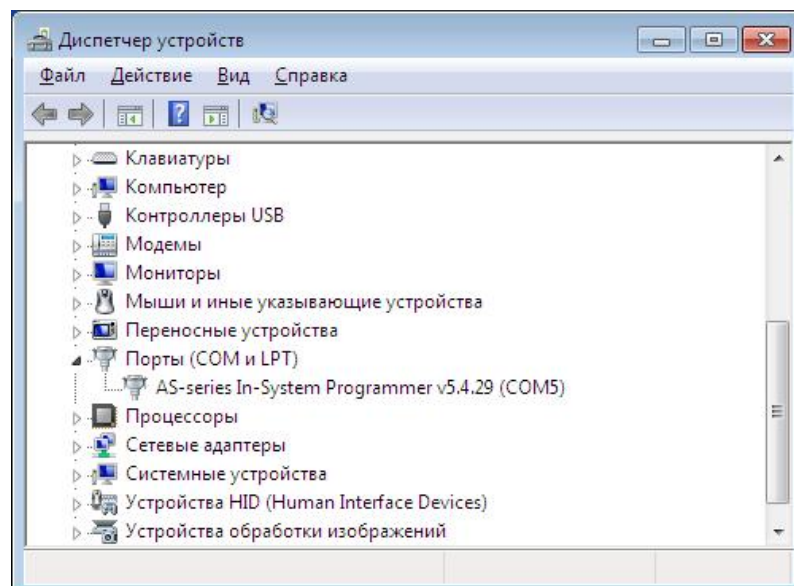 Диспетчер устройств
Файл Действие Вид Справка
Клавиатуры
Компьютер
Контроллеры USB
Модемы
Мониторы
Мыши и иные указывающие устройства
Переносные устройства
Порты (COM и LPT)
AS-series In-System Programmer v5.4.29 (COM5)
Процессоры
Сетевые адаптеры
Системные устройства
Устройства HID (Human Interface Devices)
Устройства обработки изображений